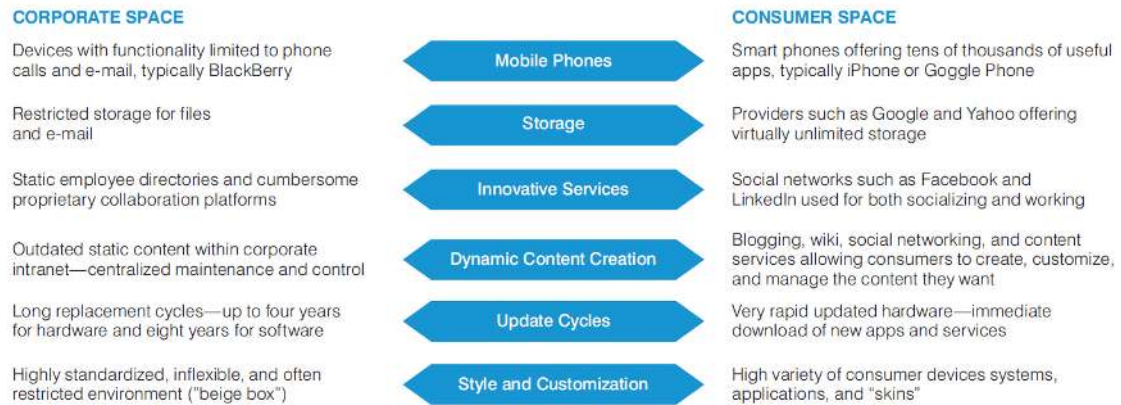 CORPORATE SPACE
CONSUMER SPACE
Devices with functionality limited to phone
calls and e-mail, typically BlackBerry
Mobile Phones
Smart phones offering tens of thousands of useful
apps, typically iPhone or Goggle Phone
Restricted storage for files
and e-mail
Storage
Providers such as Google and Yahoo offering
virtually unlimited storage
Static employee directories and cumbersome
proprietary collaboration platforms
Innovative Services
Social networks such as Facebook and
LinkedIn used for both socializing and working
Outdated static content within corporate
intranet—centralized maintenance and control
Dynamic Content Creation
Blogging, wiki, social networking, and content
services allowing consumers to create, customize,
and manage the content they want
Long replacement cycles—up to four years
for hardware and eight years for software
Update Cycles
Very rapid updated hardware—immediate
download of new apps and services
Highly standardized, inflexible, and often
restricted environment ("beige box")
Style and Customization
High variety of consumer devices systems,
applications, and "skins"